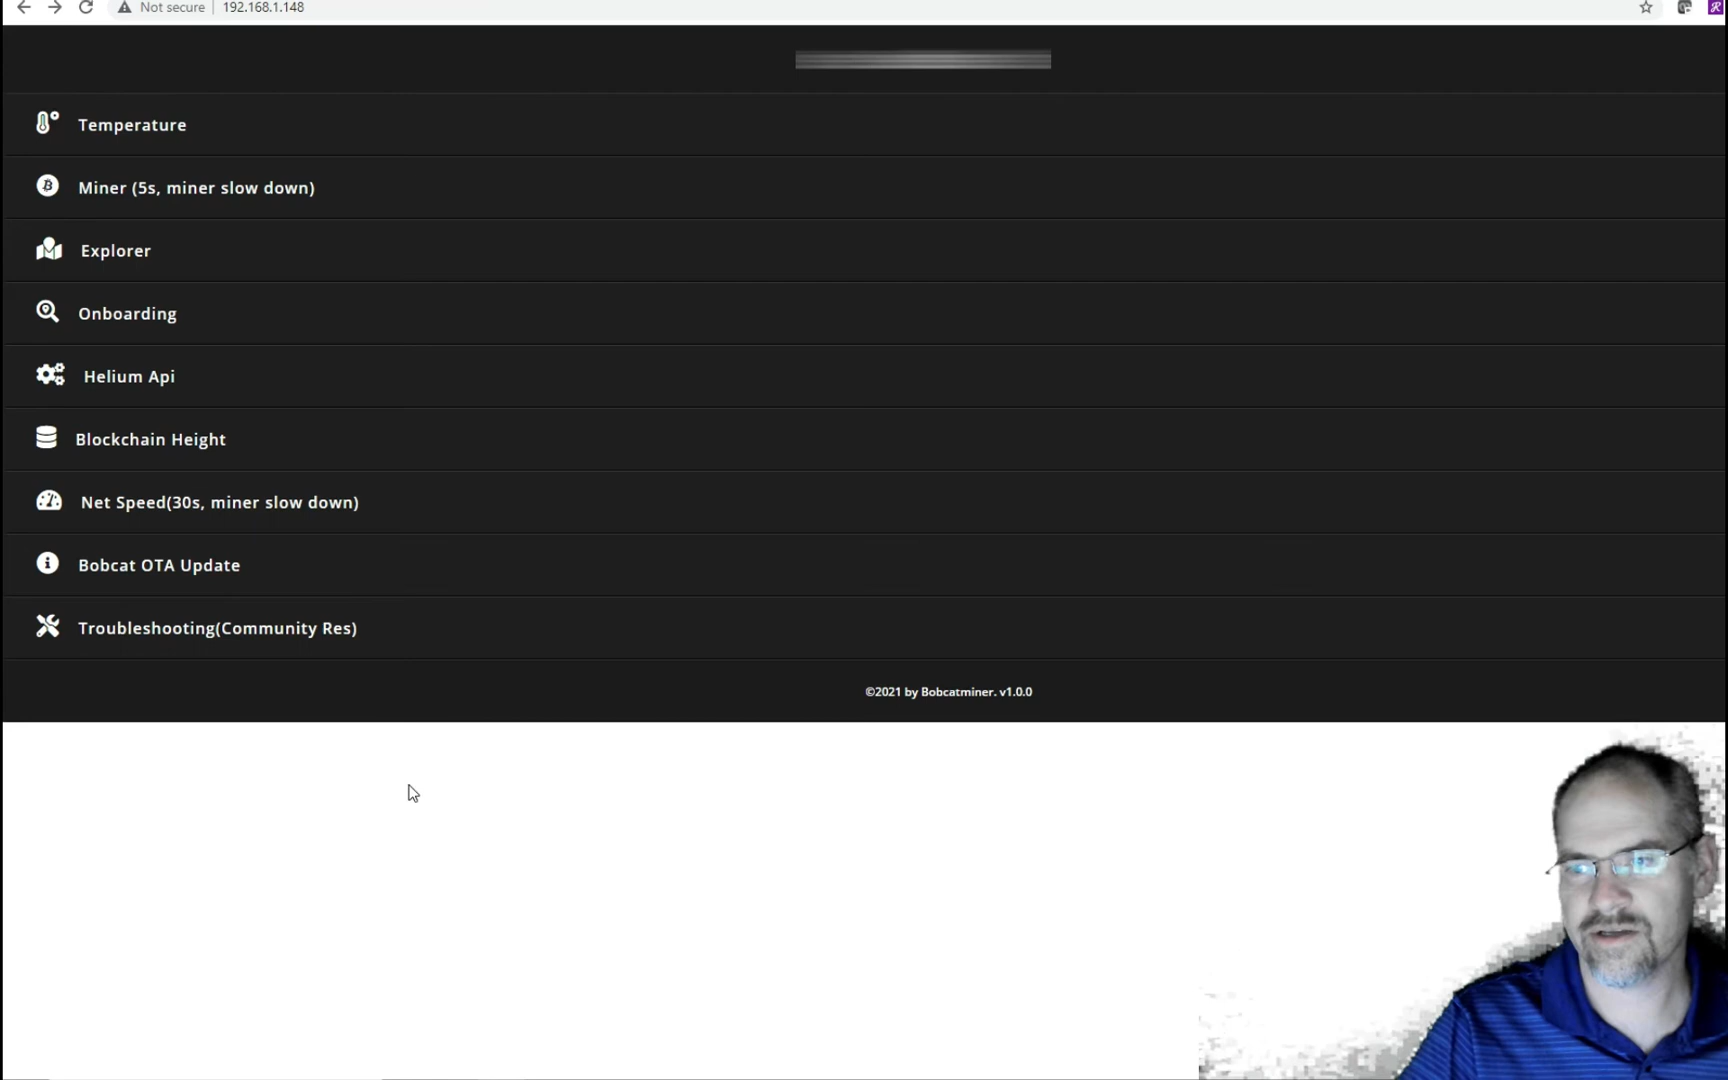 Not secure | 192.168.1.148
Temperature
Miner (5s, miner slow down)
Explorer
Onboarding
Helium Api
Blockchain Height
Net Speed(30s, miner slow down)
Bobcat OTA Update
Troubleshooting(Community Res)
©2021 by Bobcatminer. v1.0.0